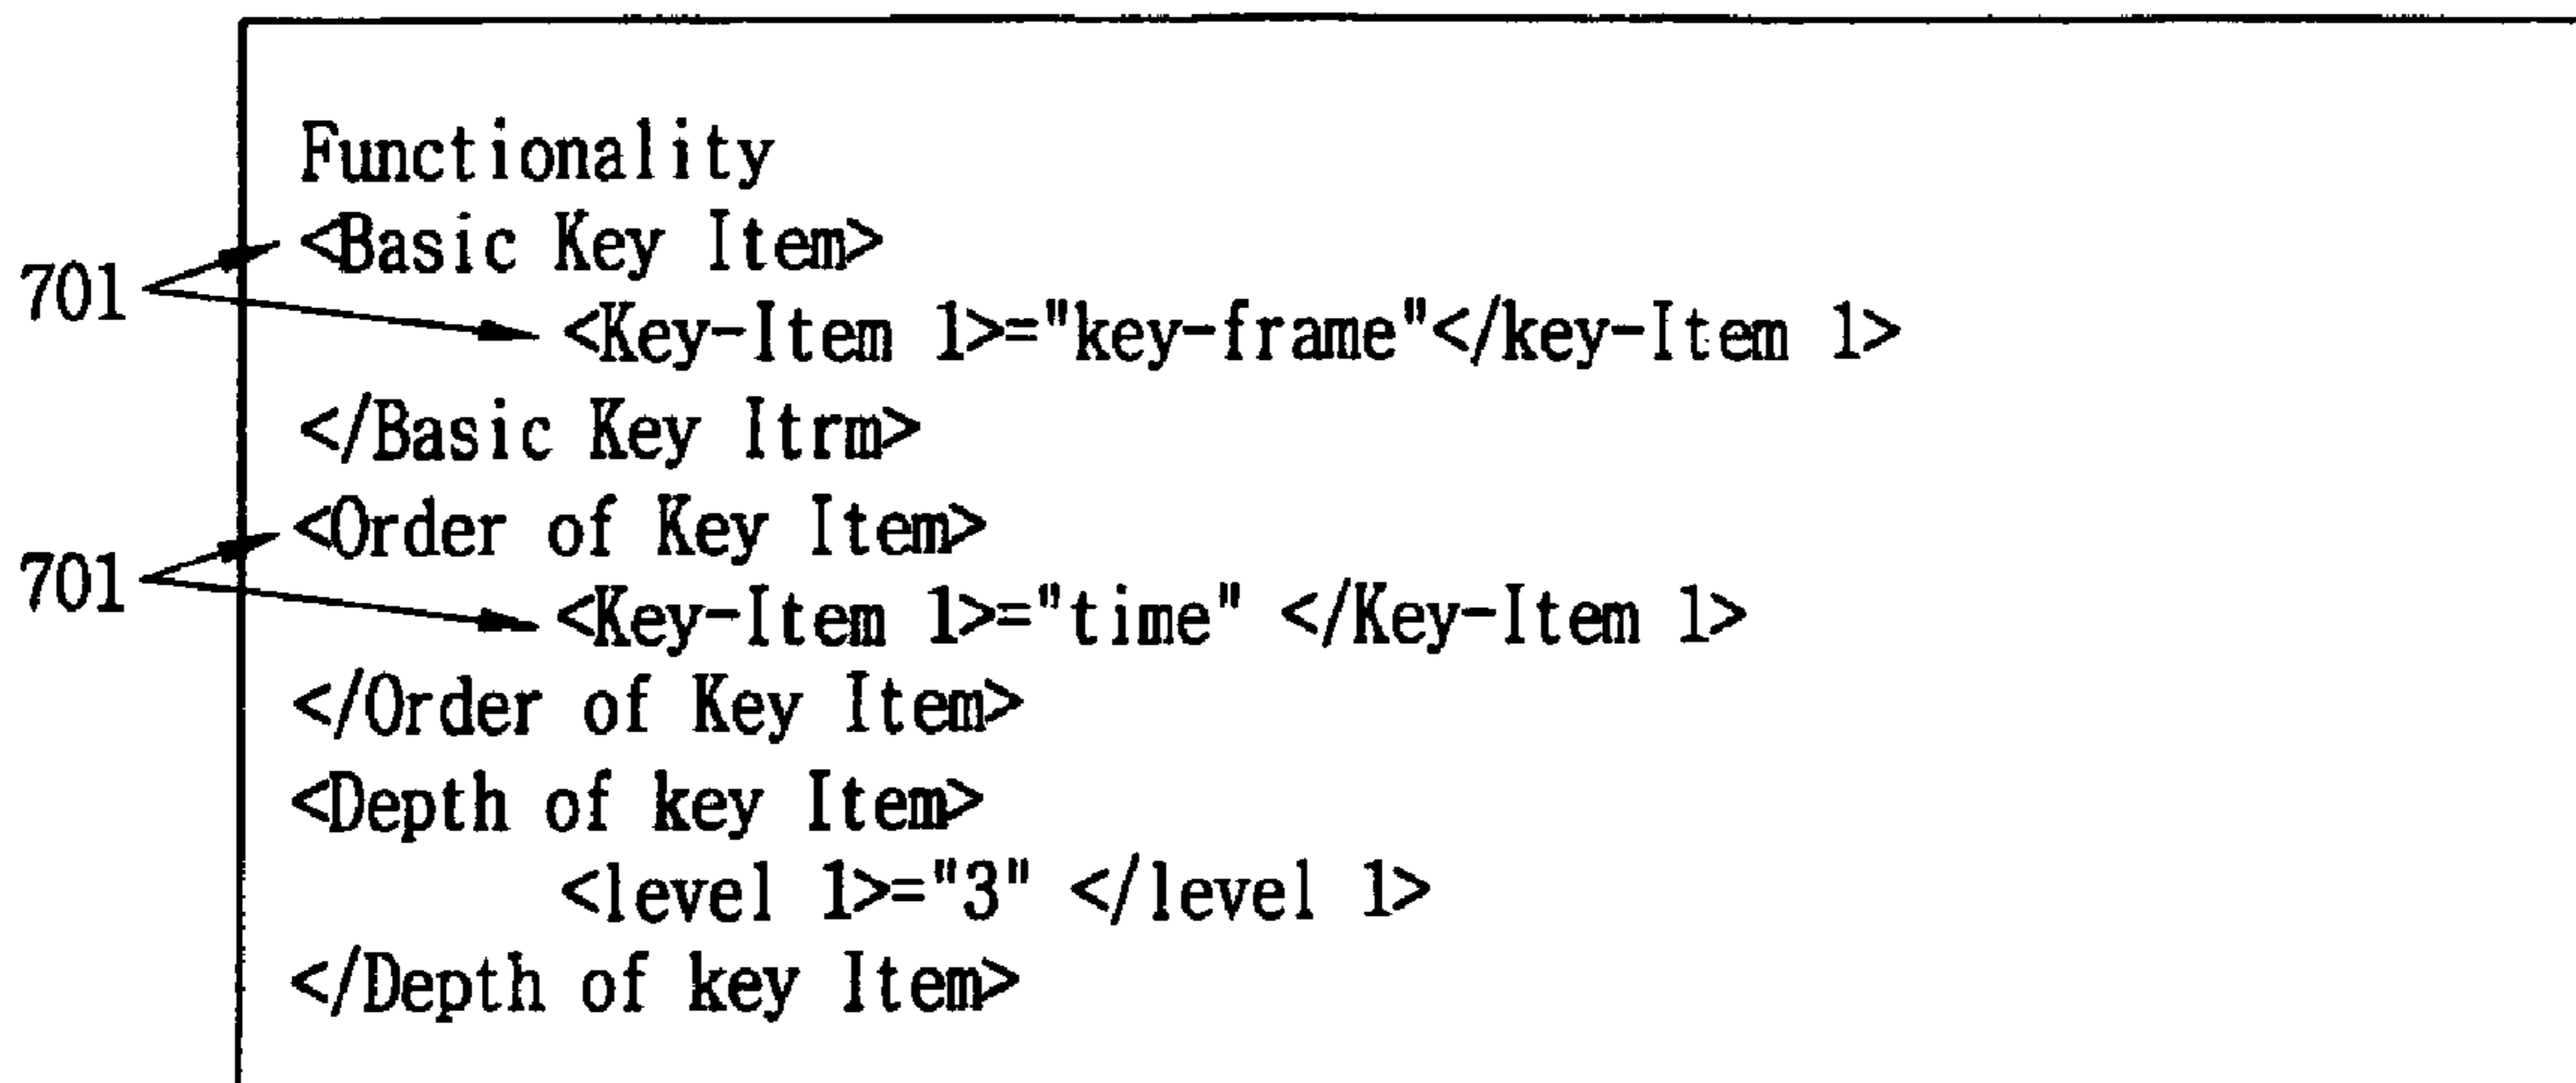 Functionality
<Basic Key Item>
701
<Key-Item 1>="key-frame"</key-Item 1>
</Basic Key Itrm>
<Order of Key Item>
701
<Key-Item 1>="time" </Key-Item 1>
</Order of Key Item>
<Depth of key Item>
<level 1>="3" </level 1>
</Depth of key Item>